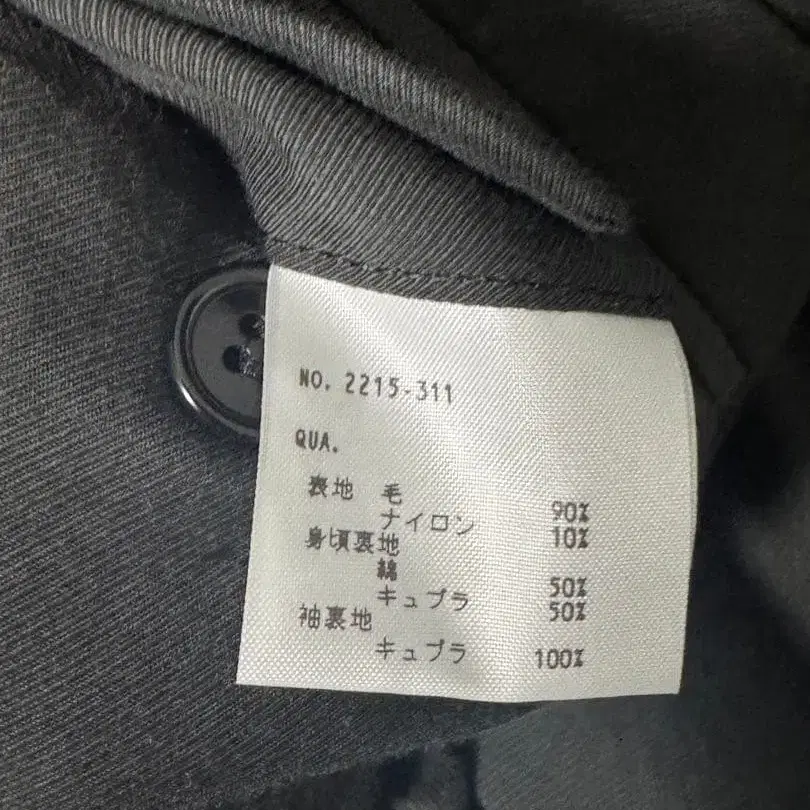 NO. 2215-311
QUA.
表地 毛 90%
ナイロン 10%
身頃裏地
綿 50%
キュプラ 50%
袖裏地
キュプラ 100%